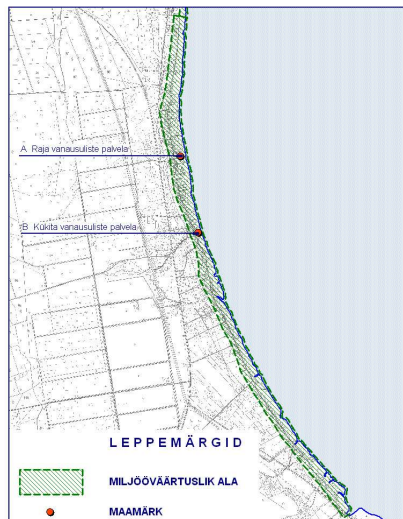 A Raja vanausuliste palvela
B Kükita vanausuliste palvela
LEPPEMÄRGID
MILJÖÖVÄÄRTUSLIK ALA
MAAMÄRK